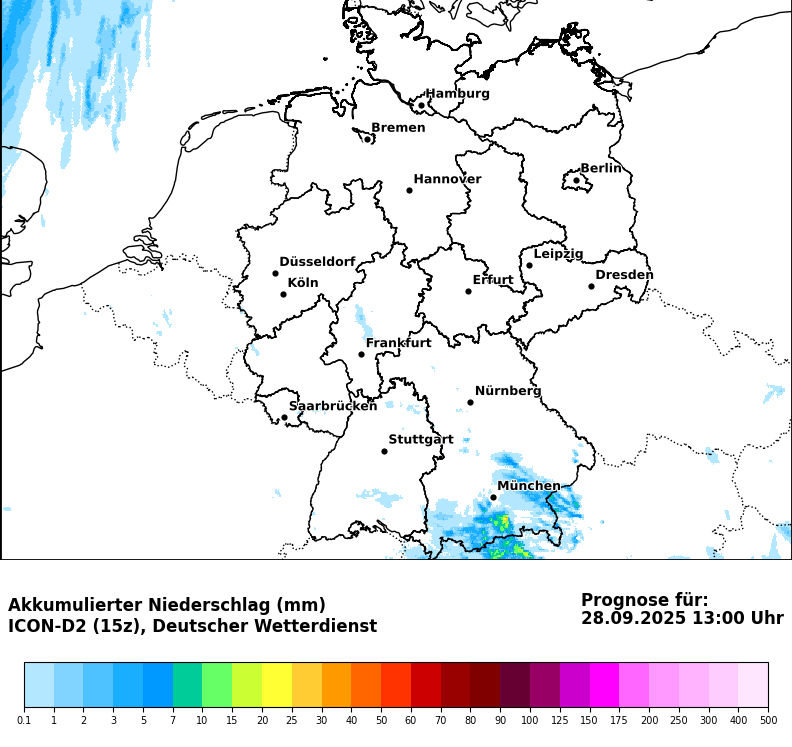 Hamburg
Bremen
Berlin
Hannover
Leipzig
Düsseldorf
Dresden
Köln
Erfurt
Frankfurt
Nürnberg
Saarbrücken
Stuttgart
München
Akkumulierter Niederschlag (mm)
ICON-D2 (15z), Deutscher Wetterdienst
Prognose für:
28.09.2025 13:00 Uhr
0.1 1 2 3 5 7 10 15 20 25 30 40 50 60 70 80 90 100 125 150 175 200 250 300 400 500